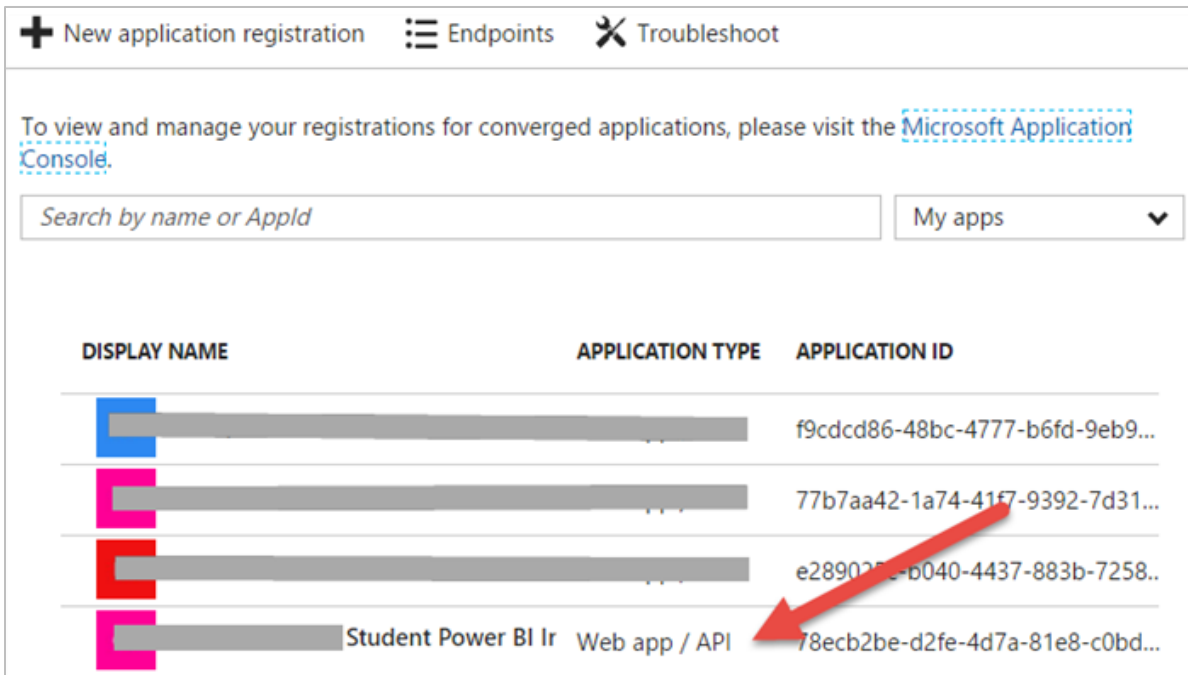 New application registration Endpoints Troubleshoot
To view and manage your registrations for converged applications, please visit the Microsoft Application
Console.
Search by name or AppId My apps
DISPLAY NAME APPLICATION TYPE APPLICATION ID
f9cdcd86-48bc-4777-b6fd-9eb9...
77b7aa42-1a74-41f7-9392-7d31...
b040-4437-883b-7258..
Student Power BI Ir Web app / API 78ecb2be-d2fe-4d7a-81e8-c0bd...